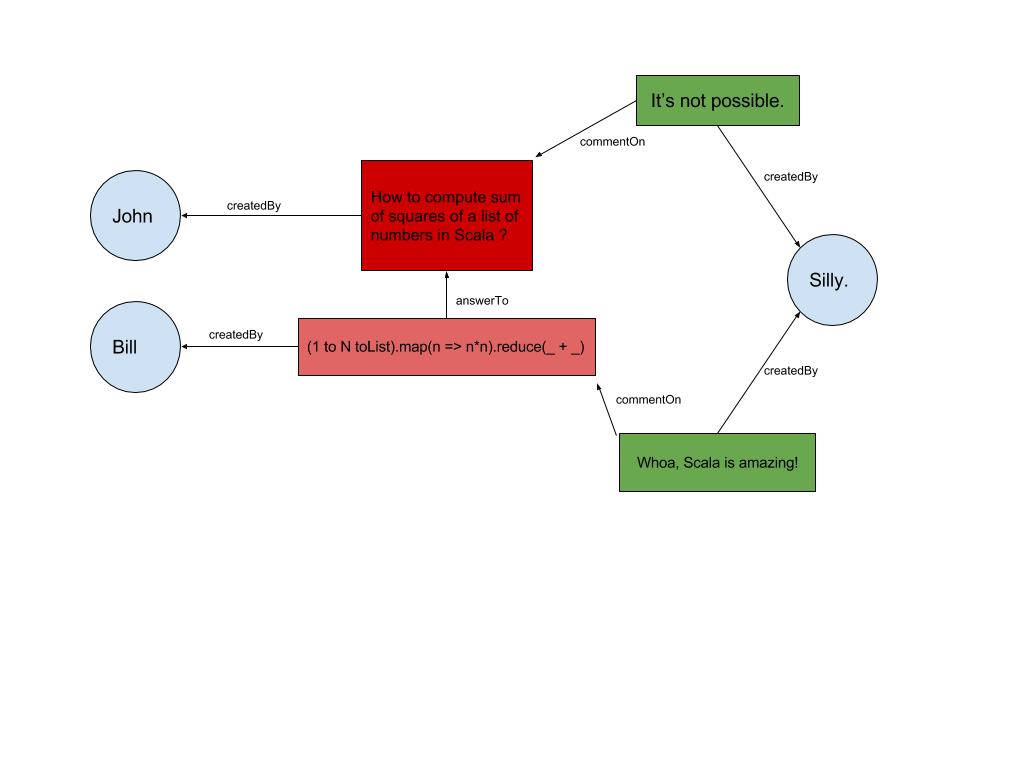 It's not possible.
commentOn
createdBy
How to compute sum
of squares of a list of
numbers in Scala ?
createdBy
John
Silly.
answerTo
createdBy
Bill
(1 to N toList).map(n => n*n).reduce(_ + _)
createdBy
commentOn
Whoa, Scala is amazing!